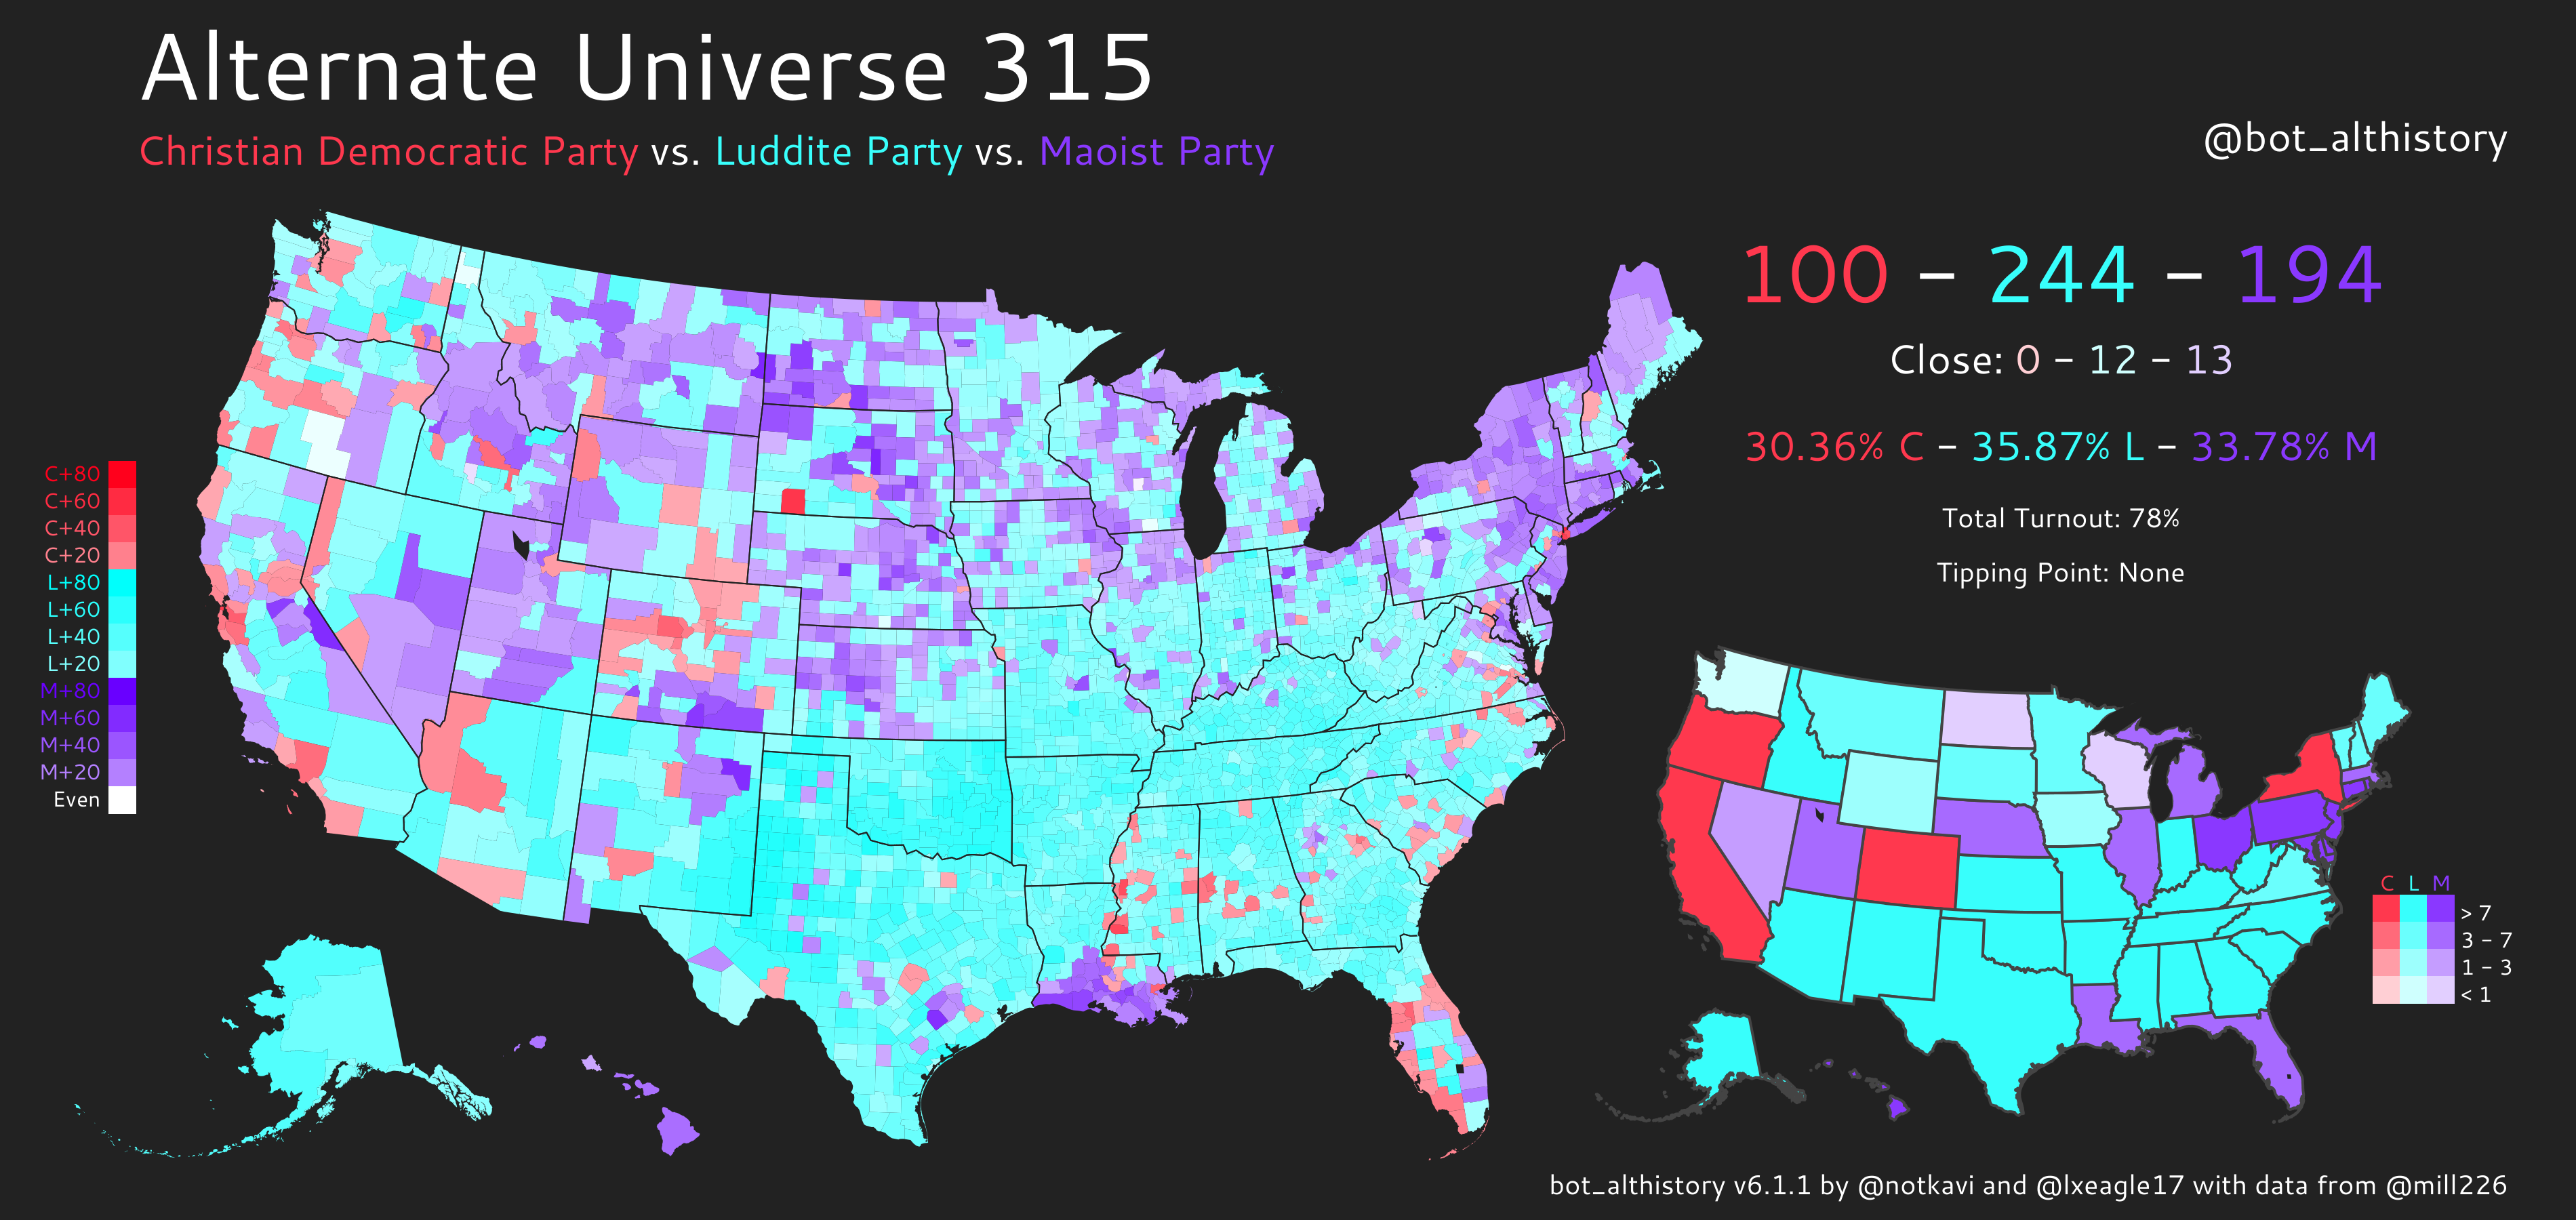 Alternate Universe 315
Christian Democratic Party vs. Luddite Party vs. Maoist Party
@bot_althistory
100 – 244 – 194
Close: 0 – 12 – 13
30.36% C – 35.87% L – 33.78% M
Total Turnout: 78%
Tipping Point: None
C+80
C+60
C+40
C+20
L+80
L+60
L+40
L+20
M+80
M+60
M+40
M+20
Even
C L M
> 7
3 – 7
1 – 3
< 1
bot_althistory v6.1.1 by @notkavi and @lxeagle17 with data from @mill226